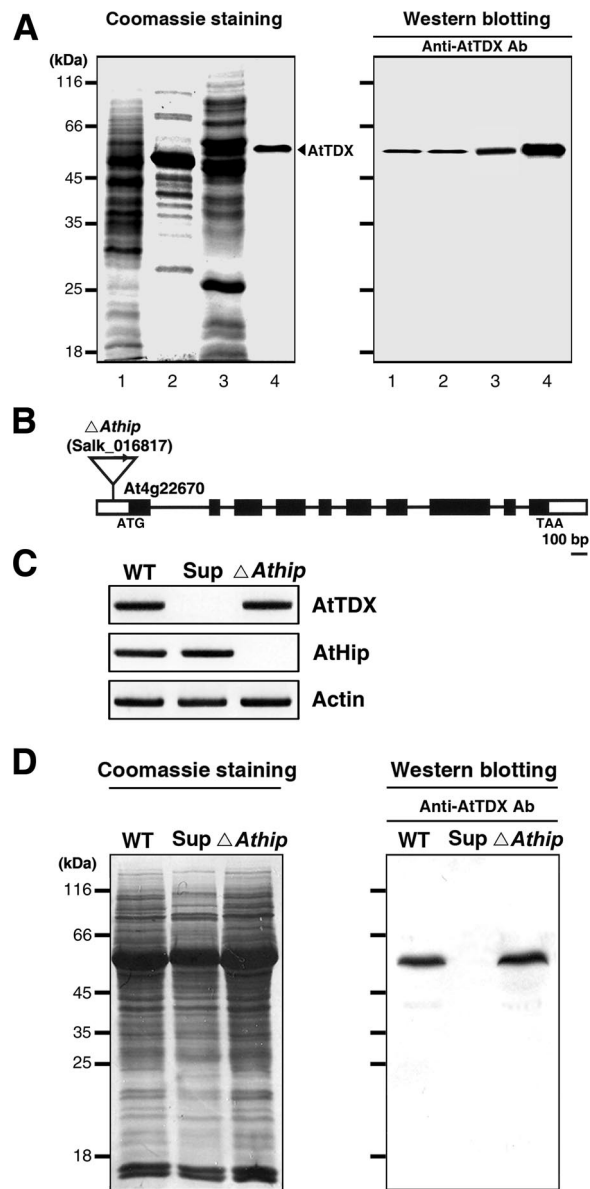 A
Coomassie staining
Western blotting
Anti-AtTDX Ab
(kDa)
116
66
45
35
25
18
◄AtTDX
1 2 3 4
1 2 3 4
B
△Athip
(Salk_016817)
At4g22670
ATG
TAA
100 bp
C
WT Sup △Athip
AtTDX
AtHip
Actin
D
Coomassie staining
Western blotting
Anti-AtTDX Ab
WT Sup △Athip
WT Sup △Athip
(kDa)
116
66
45
35
25
18